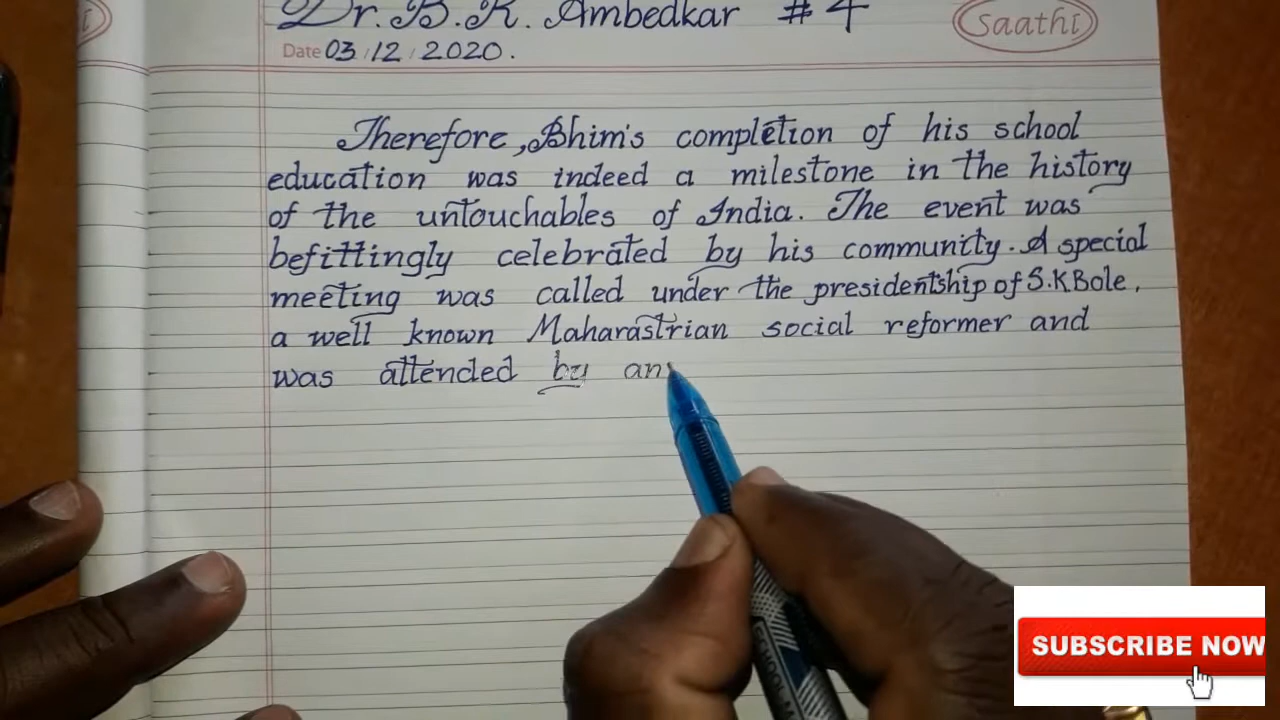 Dr. B. R. Ambedkar # 4
Saathi
Date 03/12/2020.
Therefore, Bhim's completion of his school
education was indeed a milestone in the history
of the untouchables of India. The event was
befittingly celebrated by his community. A special
meeting was called under the presidentship of S.K Bole,
a well known Maharastrian social reformer and
was attended by an
SUBSCRIBE NOW
SCHOOL M